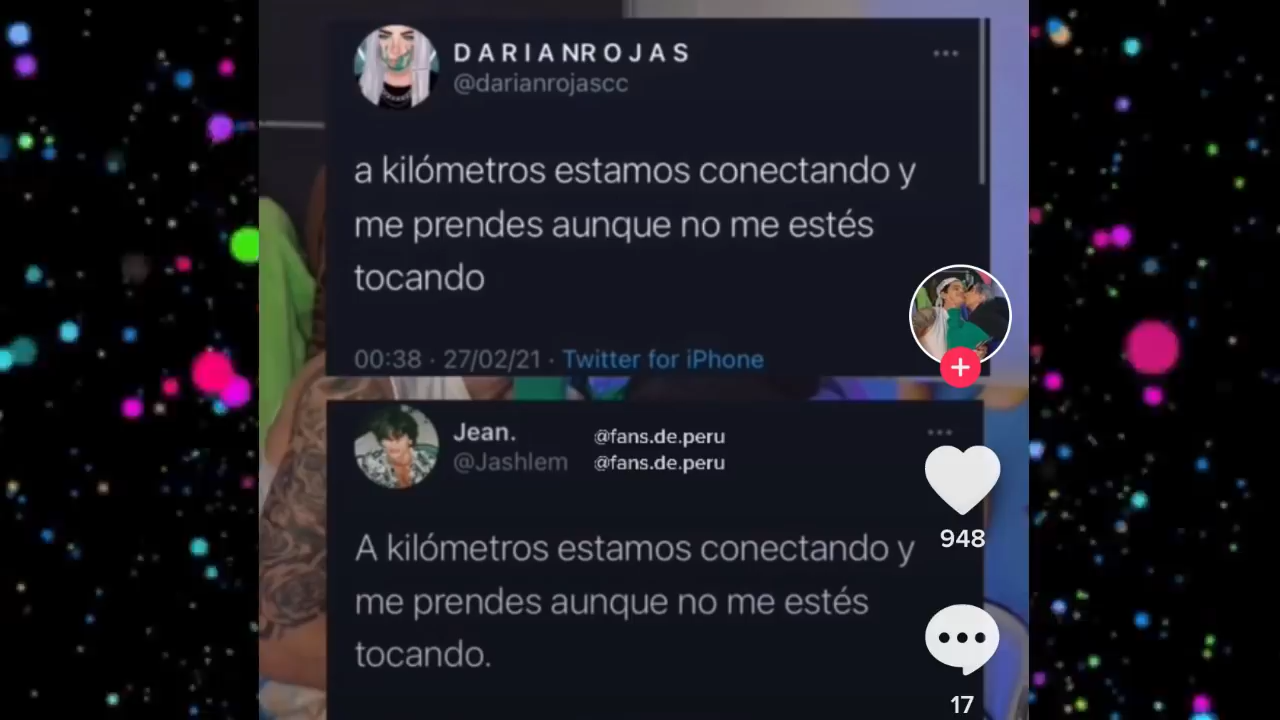 D A R I A N R O J A S
@darianrojascc
a kilómetros estamos conectando y
me prendes aunque no me estés
tocando
00:38 · 27/02/21 · Twitter for iPhone
Jean.
@Jashlem
@fans.de.peru
@fans.de.peru
948
A kilómetros estamos conectando y
me prendes aunque no me estés
tocando.
17